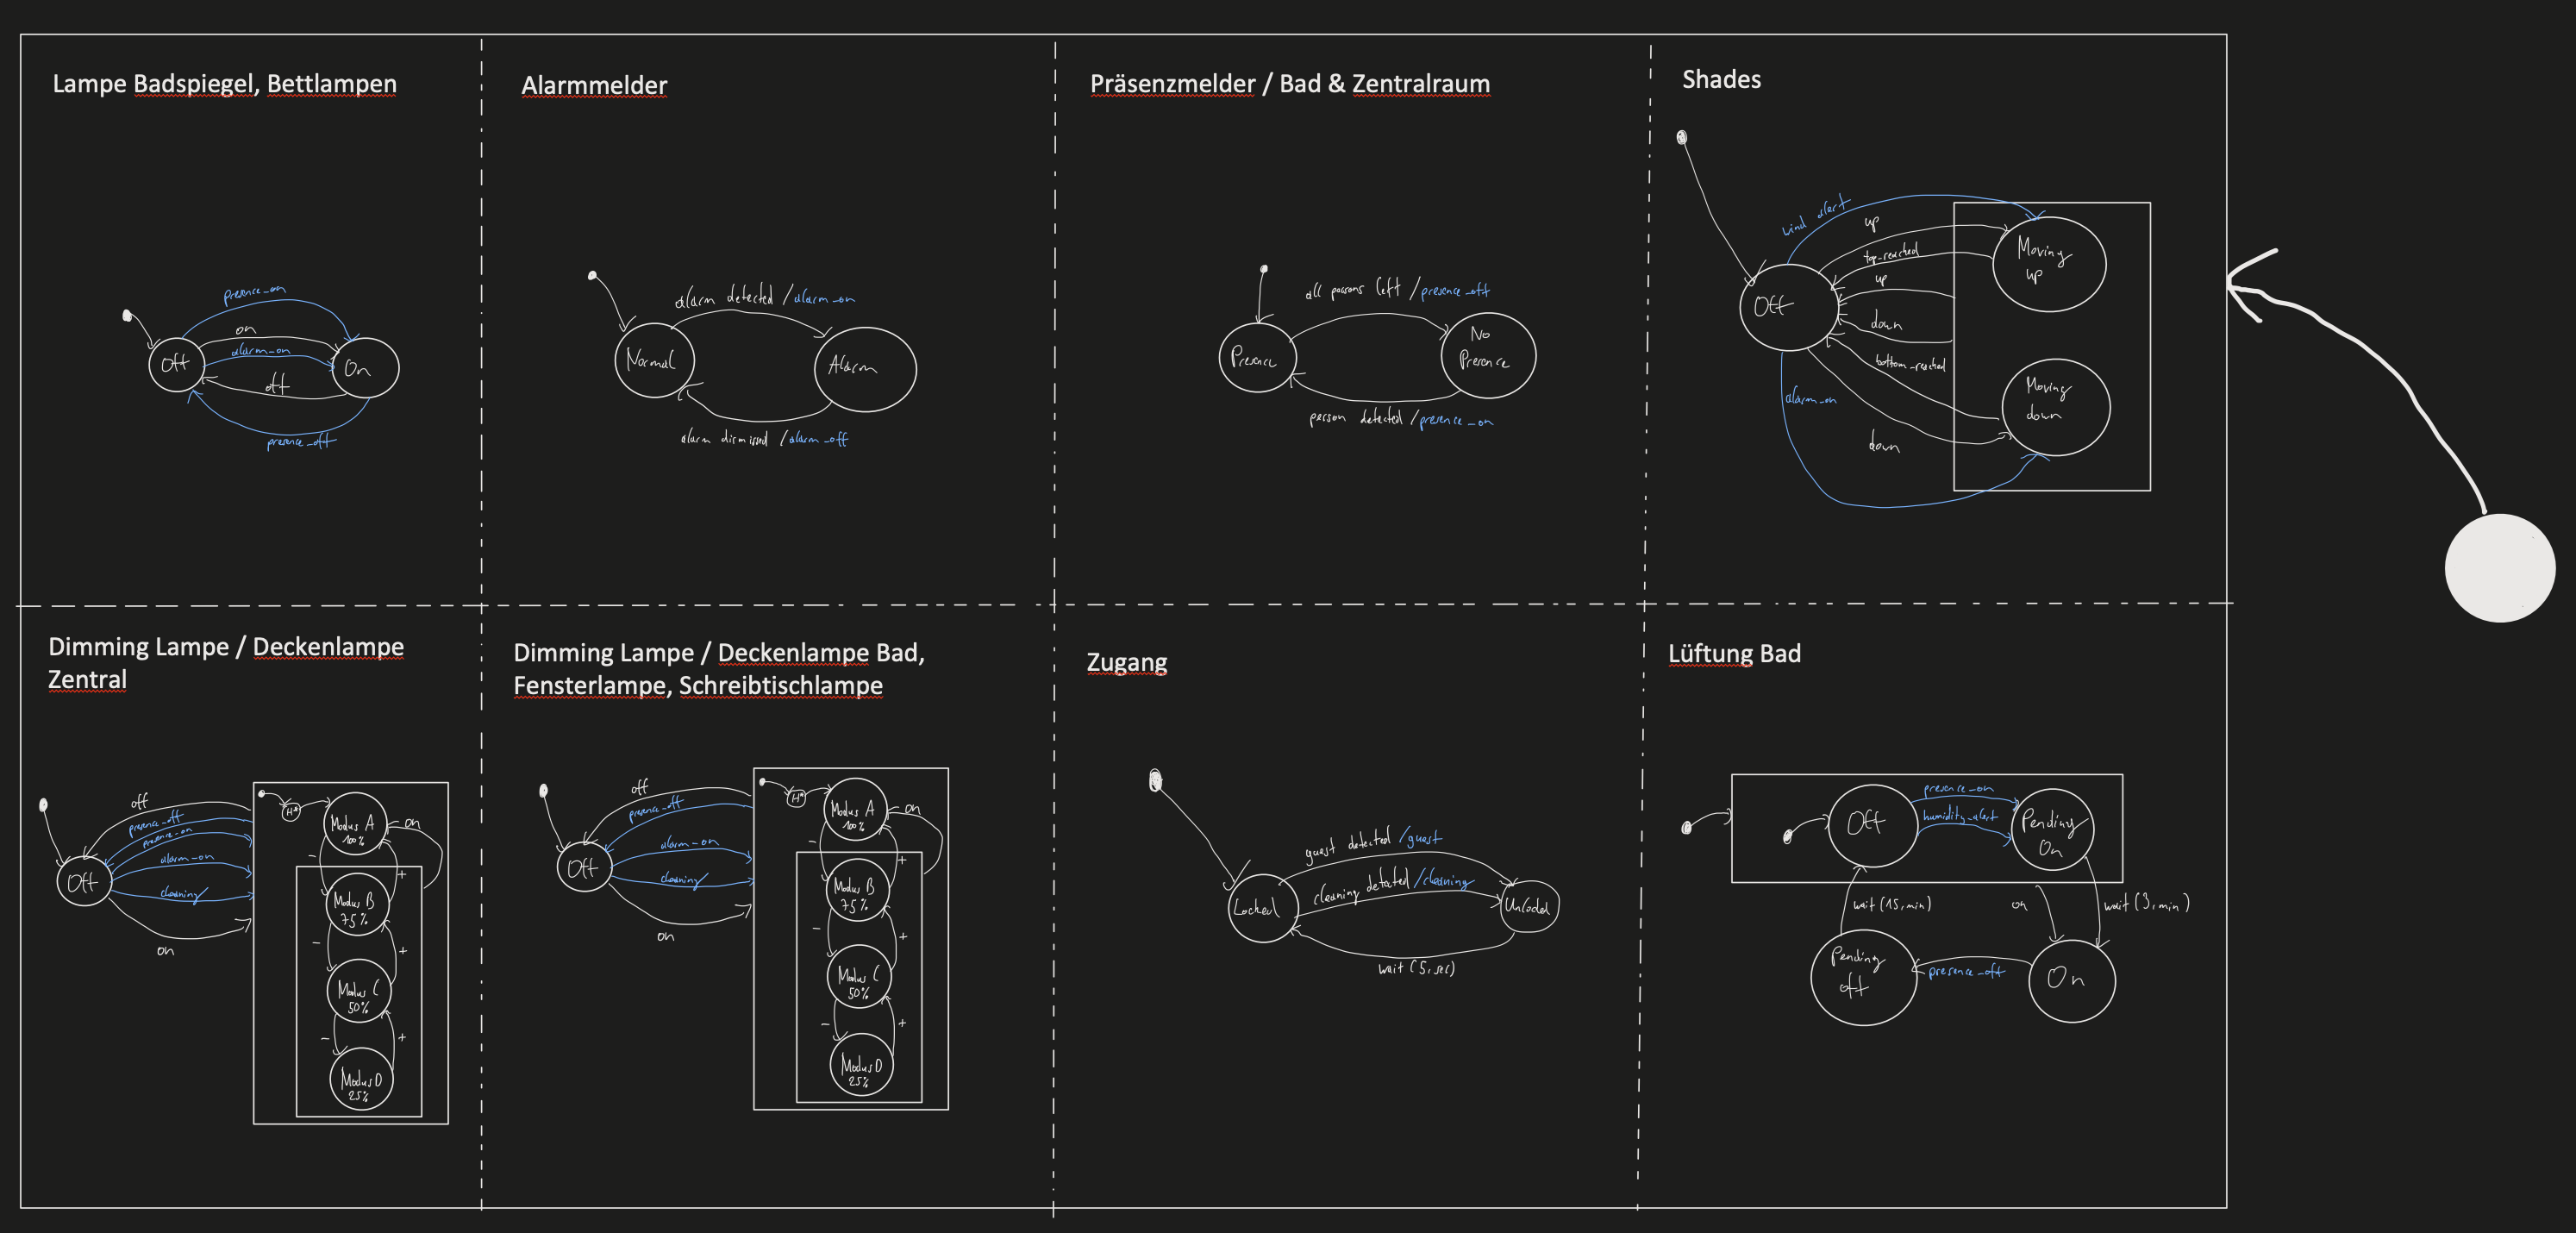 Lampe Badspiegel, Bettlampen
presence_on
on
alarm_on
Off
On
off
presence_off
Alarmmelder
alarm detected /alarm_on
Normal
Alarm
alarm dismissed /alarm_off
Präsenzmelder / Bad & Zentralraum
all persons left /presence_off
Presence
No
Presence
person detected /presence_on
Shades
wind alert
up
top_reached
up
Moving
up
Off
down
bottom_reached
Moving
down
alarm_on
down
Dimming Lampe / Deckenlampe
Zentral
off
presence_off
presence_on
alarm_on
cleaning
Off
on
H*
Modus A
100%
on
-
+
Modus B
75%
-
+
Modus C
50%
-
+
Modus D
25%
Dimming Lampe / Deckenlampe Bad,
Fensterlampe, Schreibtischlampe
off
presence_off
alarm_on
cleaning
Off
on
H*
Modus A
100%
on
-
+
Modus B
75%
-
+
Modus C
50%
-
+
Modus D
25%
Zugang
guest detected /guest
cleaning detected /cleaning
Locked
wait (5, sec)
Lüftung Bad
Off
presence_on
humidity_alert
Pending
On
wait (15, min)
on
wait (3, min)
Pending
off
presence_off
On